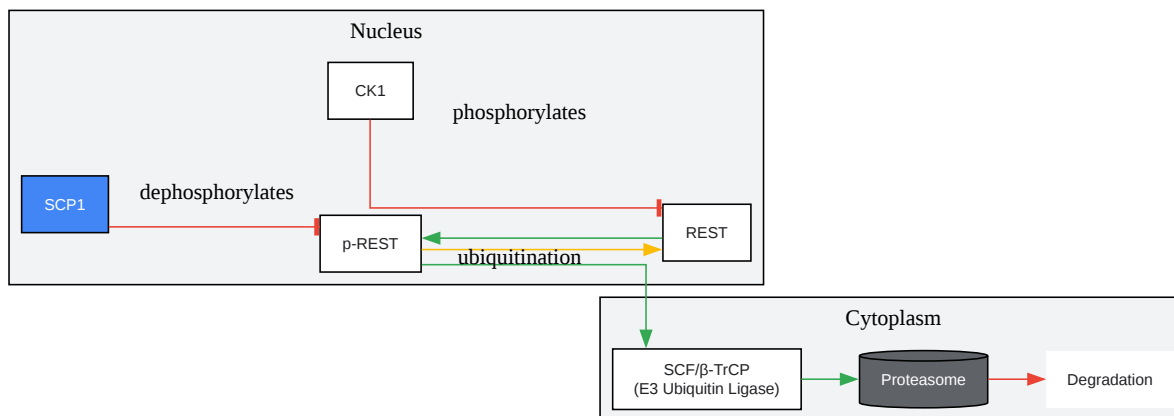 Nucleus
CK1
phosphorylates
SCP1
dephosphorylates
REST
p-REST
ubiquitination
Cytoplasm
SCF/β-TrCP
(E3 Ubiquitin Ligase)
Proteasome
Degradation